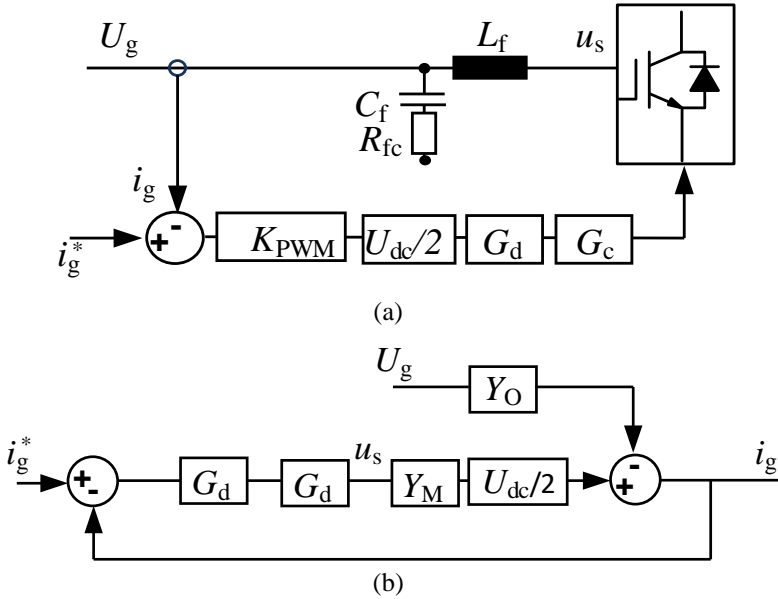 U_g L_f u_s
C_f
R_fc
i_g
+ -
i_g^* K_PWM U_dc/2 G_d G_c
(a)
U_g Y_O
i_g^* + - G_d G_d u_s Y_M U_dc/2 + - i_g
(b)